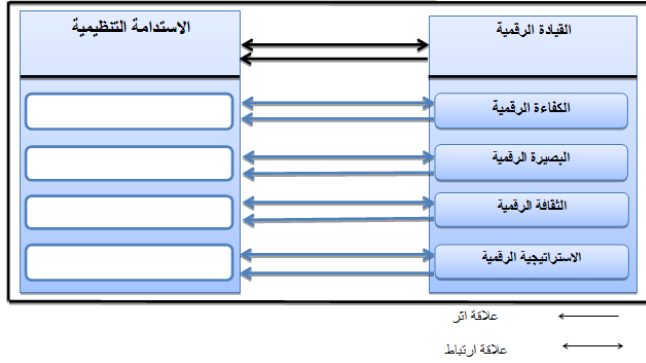 القيادة الرقمية
الاستدامة التنظيمية
الكفاءة الرقمية
البصيرة الرقمية
الثقافة الرقمية
الاستراتيجية الرقمية
علاقة اثر
علاقة ارتباط